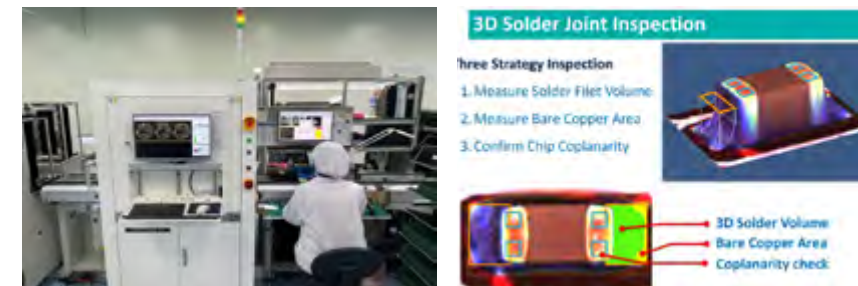 3D Solder Joint Inspection
Three Strategy Inspection
1. Measure Solder Filet Volume
2. Measure Bare Copper Area
3. Confirm Chip Coplanarity
3D Solder Volume
Bare Copper Area
Coplanarity check